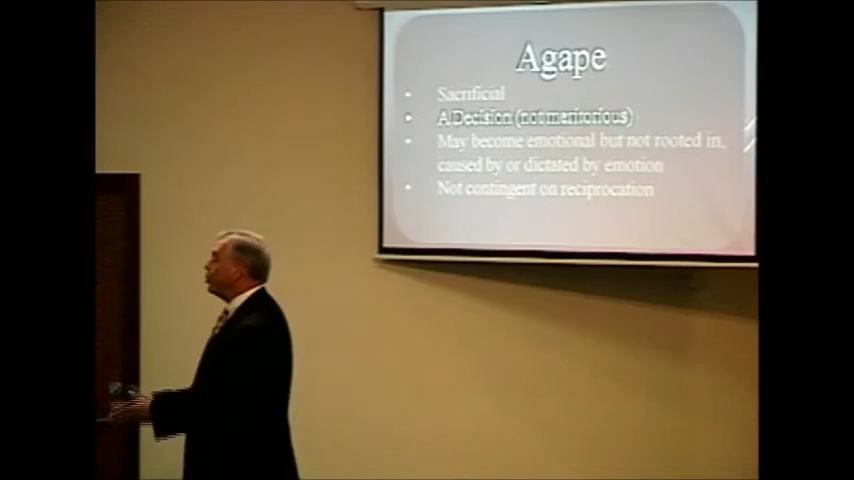 Agape
• Sacrificial
• A Decision (not meritorious)
• May become emotional but not rooted in,
caused by or dictated by emotion
• Not contingent on reciprocation